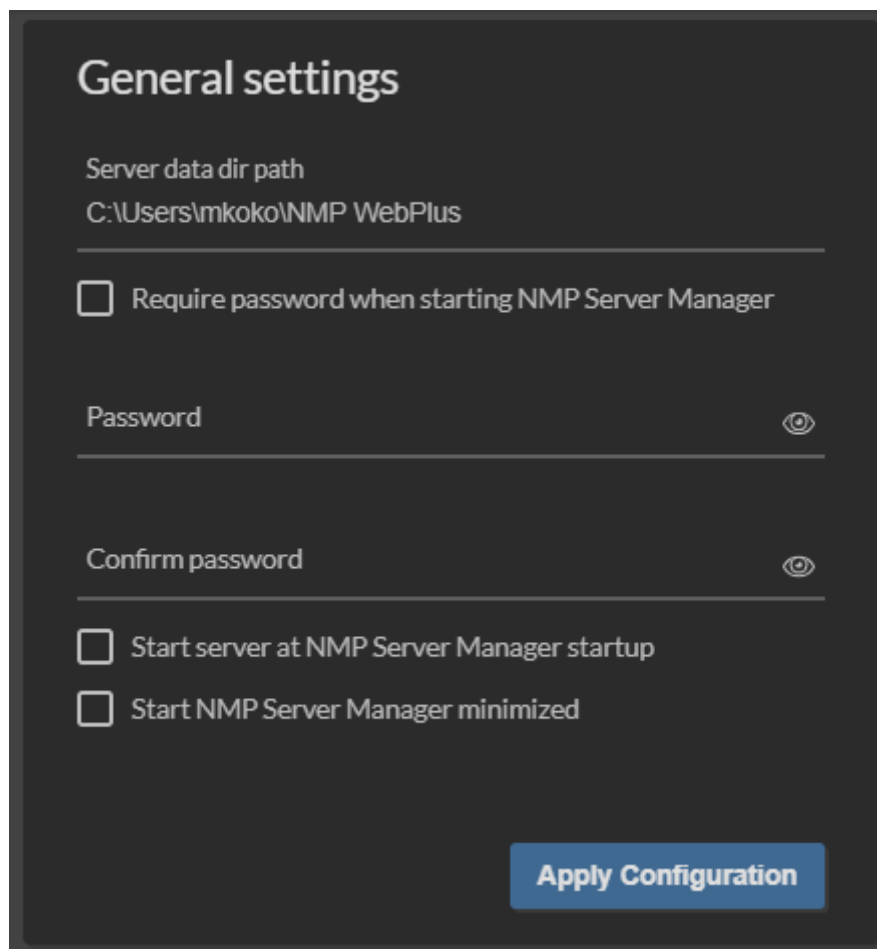 General settings
Server data dir path
C:\Users\mkoko\NMP WebPlus
Require password when starting NMP Server Manager
Password
Confirm password
Start server at NMP Server Manager startup
Start NMP Server Manager minimized
Apply Configuration